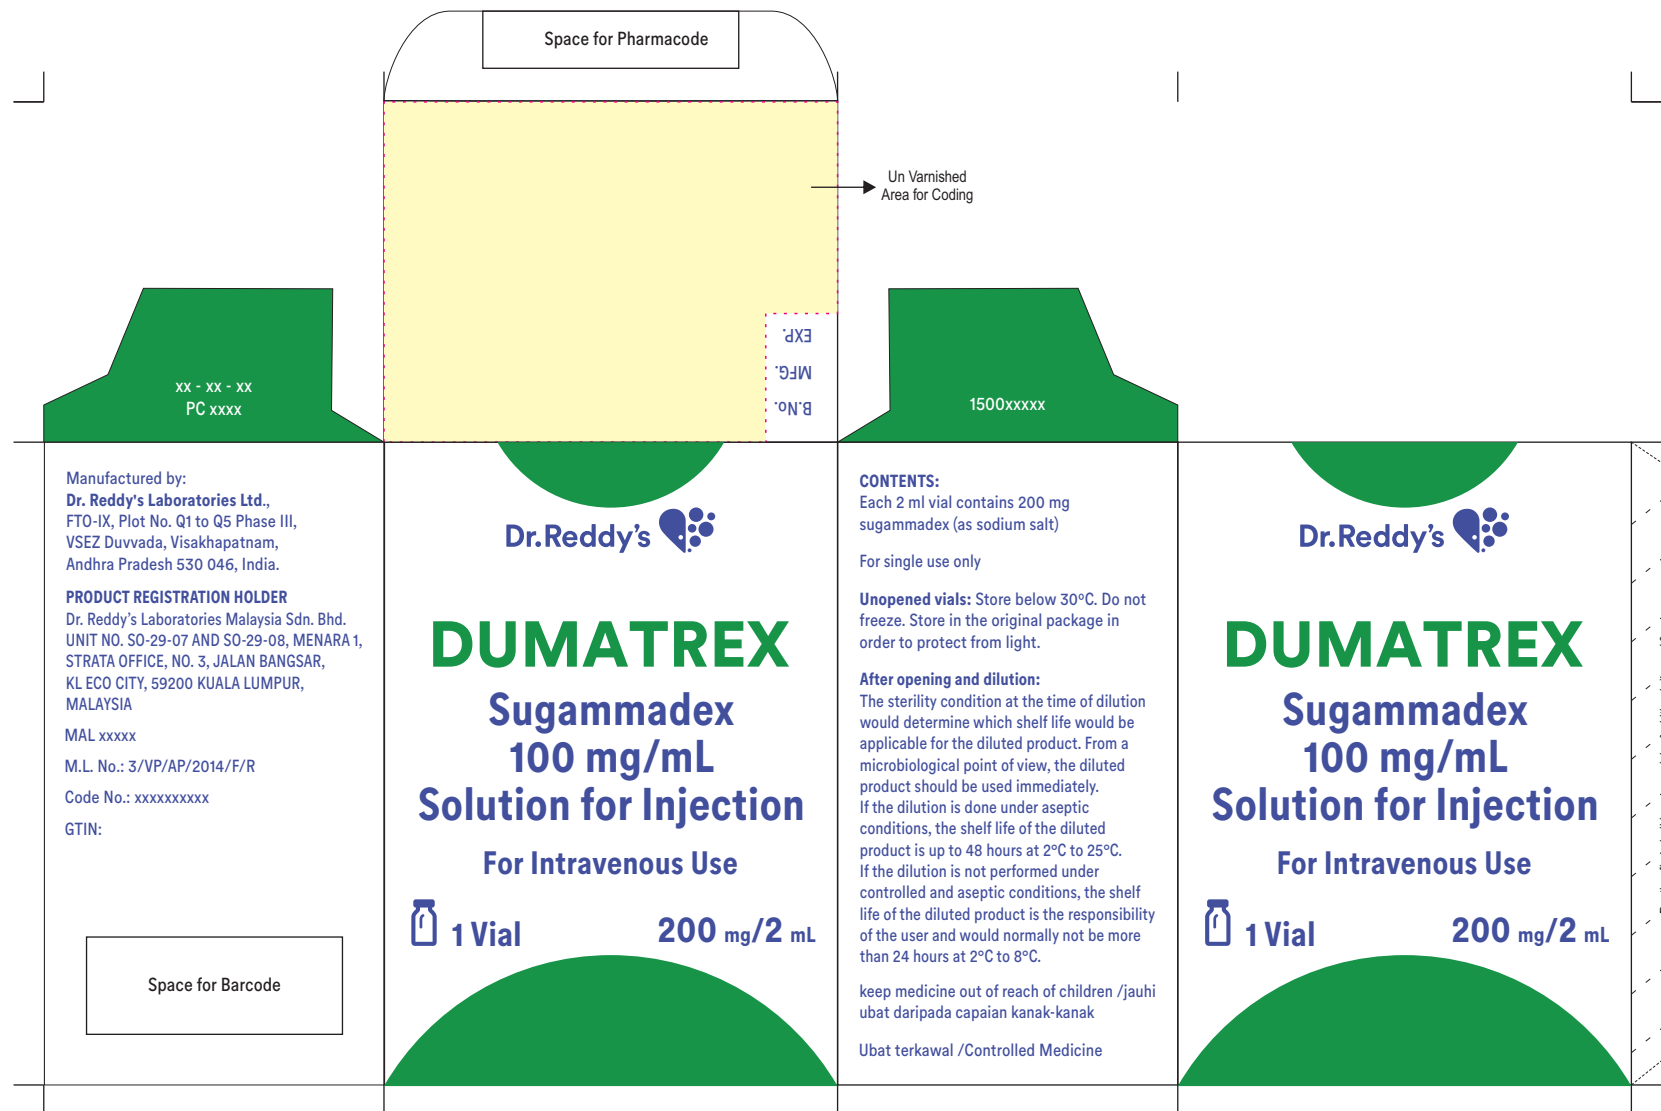 Space for Pharmacode
Un Varnished
Area for Coding
EXP.
MFG.
B.No.
xx - xx - xx
PC xxxx
1500xxxxx
Manufactured by:
Dr. Reddy's Laboratories Ltd.,
FTO-IX, Plot No. Q1 to Q5 Phase III,
VSEZ Duvvada, Visakhapatnam,
Andhra Pradesh 530 046, India.
PRODUCT REGISTRATION HOLDER
Dr. Reddy's Laboratories Malaysia Sdn. Bhd.
UNIT NO. SO-29-07 AND SO-29-08, MENARA 1,
STRATA OFFICE, NO. 3, JALAN BANGSAR,
KL ECO CITY, 59200 KUALA LUMPUR,
MALAYSIA
MAL xxxxx
M.L. No.: 3/VP/AP/2014/F/R
Code No.: xxxxxxxxxx
GTIN:
Space for Barcode
Dr.Reddy's
DUMATREX
Sugammadex
100 mg/mL
Solution for Injection
For Intravenous Use
1 Vial
200 mg/2 mL
CONTENTS:
Each 2 ml vial contains 200 mg
sugammadex (as sodium salt)
For single use only
Unopened vials: Store below 30°C. Do not
freeze. Store in the original package in
order to protect from light.
After opening and dilution:
The sterility condition at the time of dilution
would determine which shelf life would be
applicable for the diluted product. From a
microbiological point of view, the diluted
product should be used immediately.
If the dilution is done under aseptic
conditions, the shelf life of the diluted
product is up to 48 hours at 2°C to 25°C.
If the dilution is not performed under
controlled and aseptic conditions, the shelf
life of the diluted product is the responsibility
of the user and would normally not be more
than 24 hours at 2°C to 8°C.
keep medicine out of reach of children /jauhi
ubat daripada capaian kanak-kanak
Ubat terkawal /Controlled Medicine
Dr.Reddy's
DUMATREX
Sugammadex
100 mg/mL
Solution for Injection
For Intravenous Use
1 Vial
200 mg/2 mL